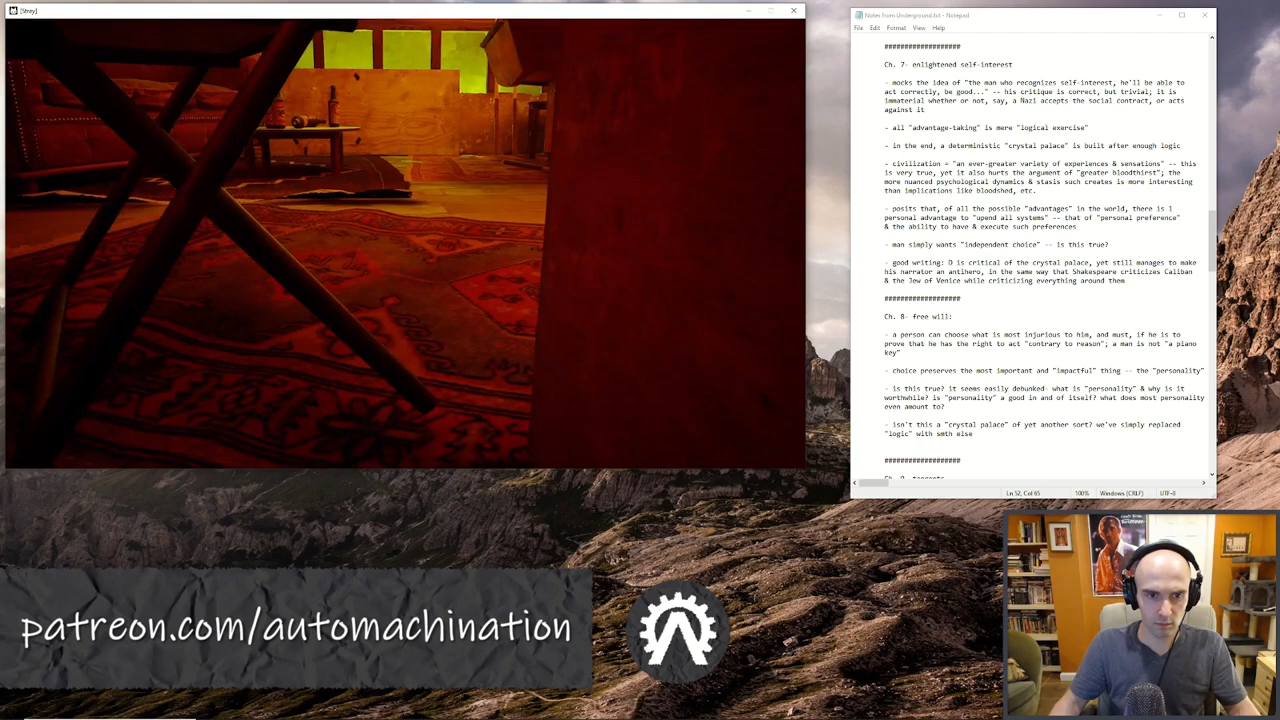 [Stray]
Notes from Underground.txt - Notepad
File Edit Format View Help
##################
Ch. 7- enlightened self-interest
- mocks the idea of "the man who recognizes self-interest, he'll be able to
act correctly, be good..." -- his critique is correct, but trivial; it is
immaterial whether or not, say, a Nazi accepts the social contract, or acts
against it
- all "advantage-taking" is mere "logical exercise"
- in the end, a deterministic "crystal palace" is built after enough logic
- civilization = "an ever-greater variety of experiences & sensations" -- this
is very true, yet it also hurts the argument of "greater bloodthirst"; the
more nuanced psychological dynamics & stasis such creates is more interesting
than implications like bloodshed, etc.
- posits that, of all the possible "advantages" in the world, there is 1
personal advantage to "upend all systems" -- that of "personal preference"
& the ability to have & execute such preferences
- man simply wants "independent choice" -- is this true?
- good writing: D is critical of the crystal palace, yet still manages to make
his narrator an antihero, in the same way that Shakespeare criticizes Caliban
& the Jew of Venice while criticizing everything around them
##################
Ch. 8- free will:
- a person can choose what is most injurious to him, and must, if he is to
prove that he has the right to act "contrary to reason"; a man is not "a piano
key"
- choice preserves the most important and "impactful" thing -- the "personality"
- is this true? it seems easily debunked- what is "personality" & why is it
worthwhile? is "personality" a good in and of itself? what does most personality
even amount to?
- isn't this a "crystal palace" of yet another sort? we've simply replaced
"logic" with smth else
##################
Ch. 9- tangents
Ln 52, Col 65 100% Windows (CRLF) UTF-8
patreon.com/automachination